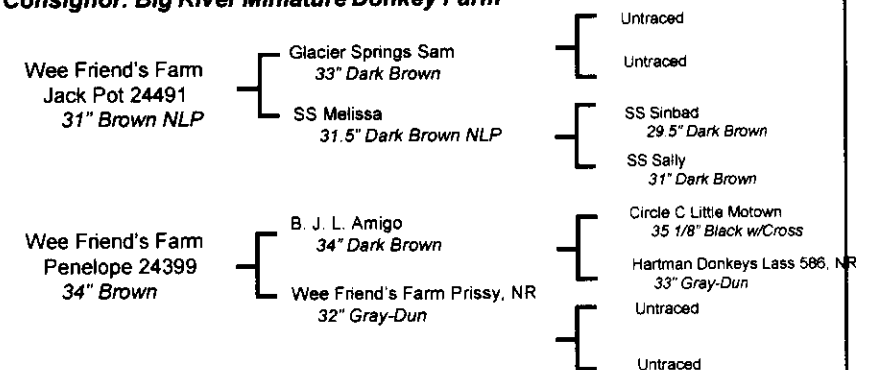 Consignor: Big River Miniature Donkey Farm
Wee Friend's Farm
Jack Pot 24491
31" Brown NLP
Glacier Springs Sam
33" Dark Brown
SS Melissa
31.5" Dark Brown NLP
Untraced
Untraced
SS Sinbad
29.5" Dark Brown
SS Sally
31" Dark Brown
Wee Friend's Farm
Penelope 24399
34" Brown
B. J. L. Amigo
34" Dark Brown
Wee Friend's Farm Prissy, NR
32" Gray-Dun
Circle C Little Motown
35 1/8" Black w/Cross
Hartman Donkeys Lass 586, NR
33" Gray-Dun
Untraced
Untraced